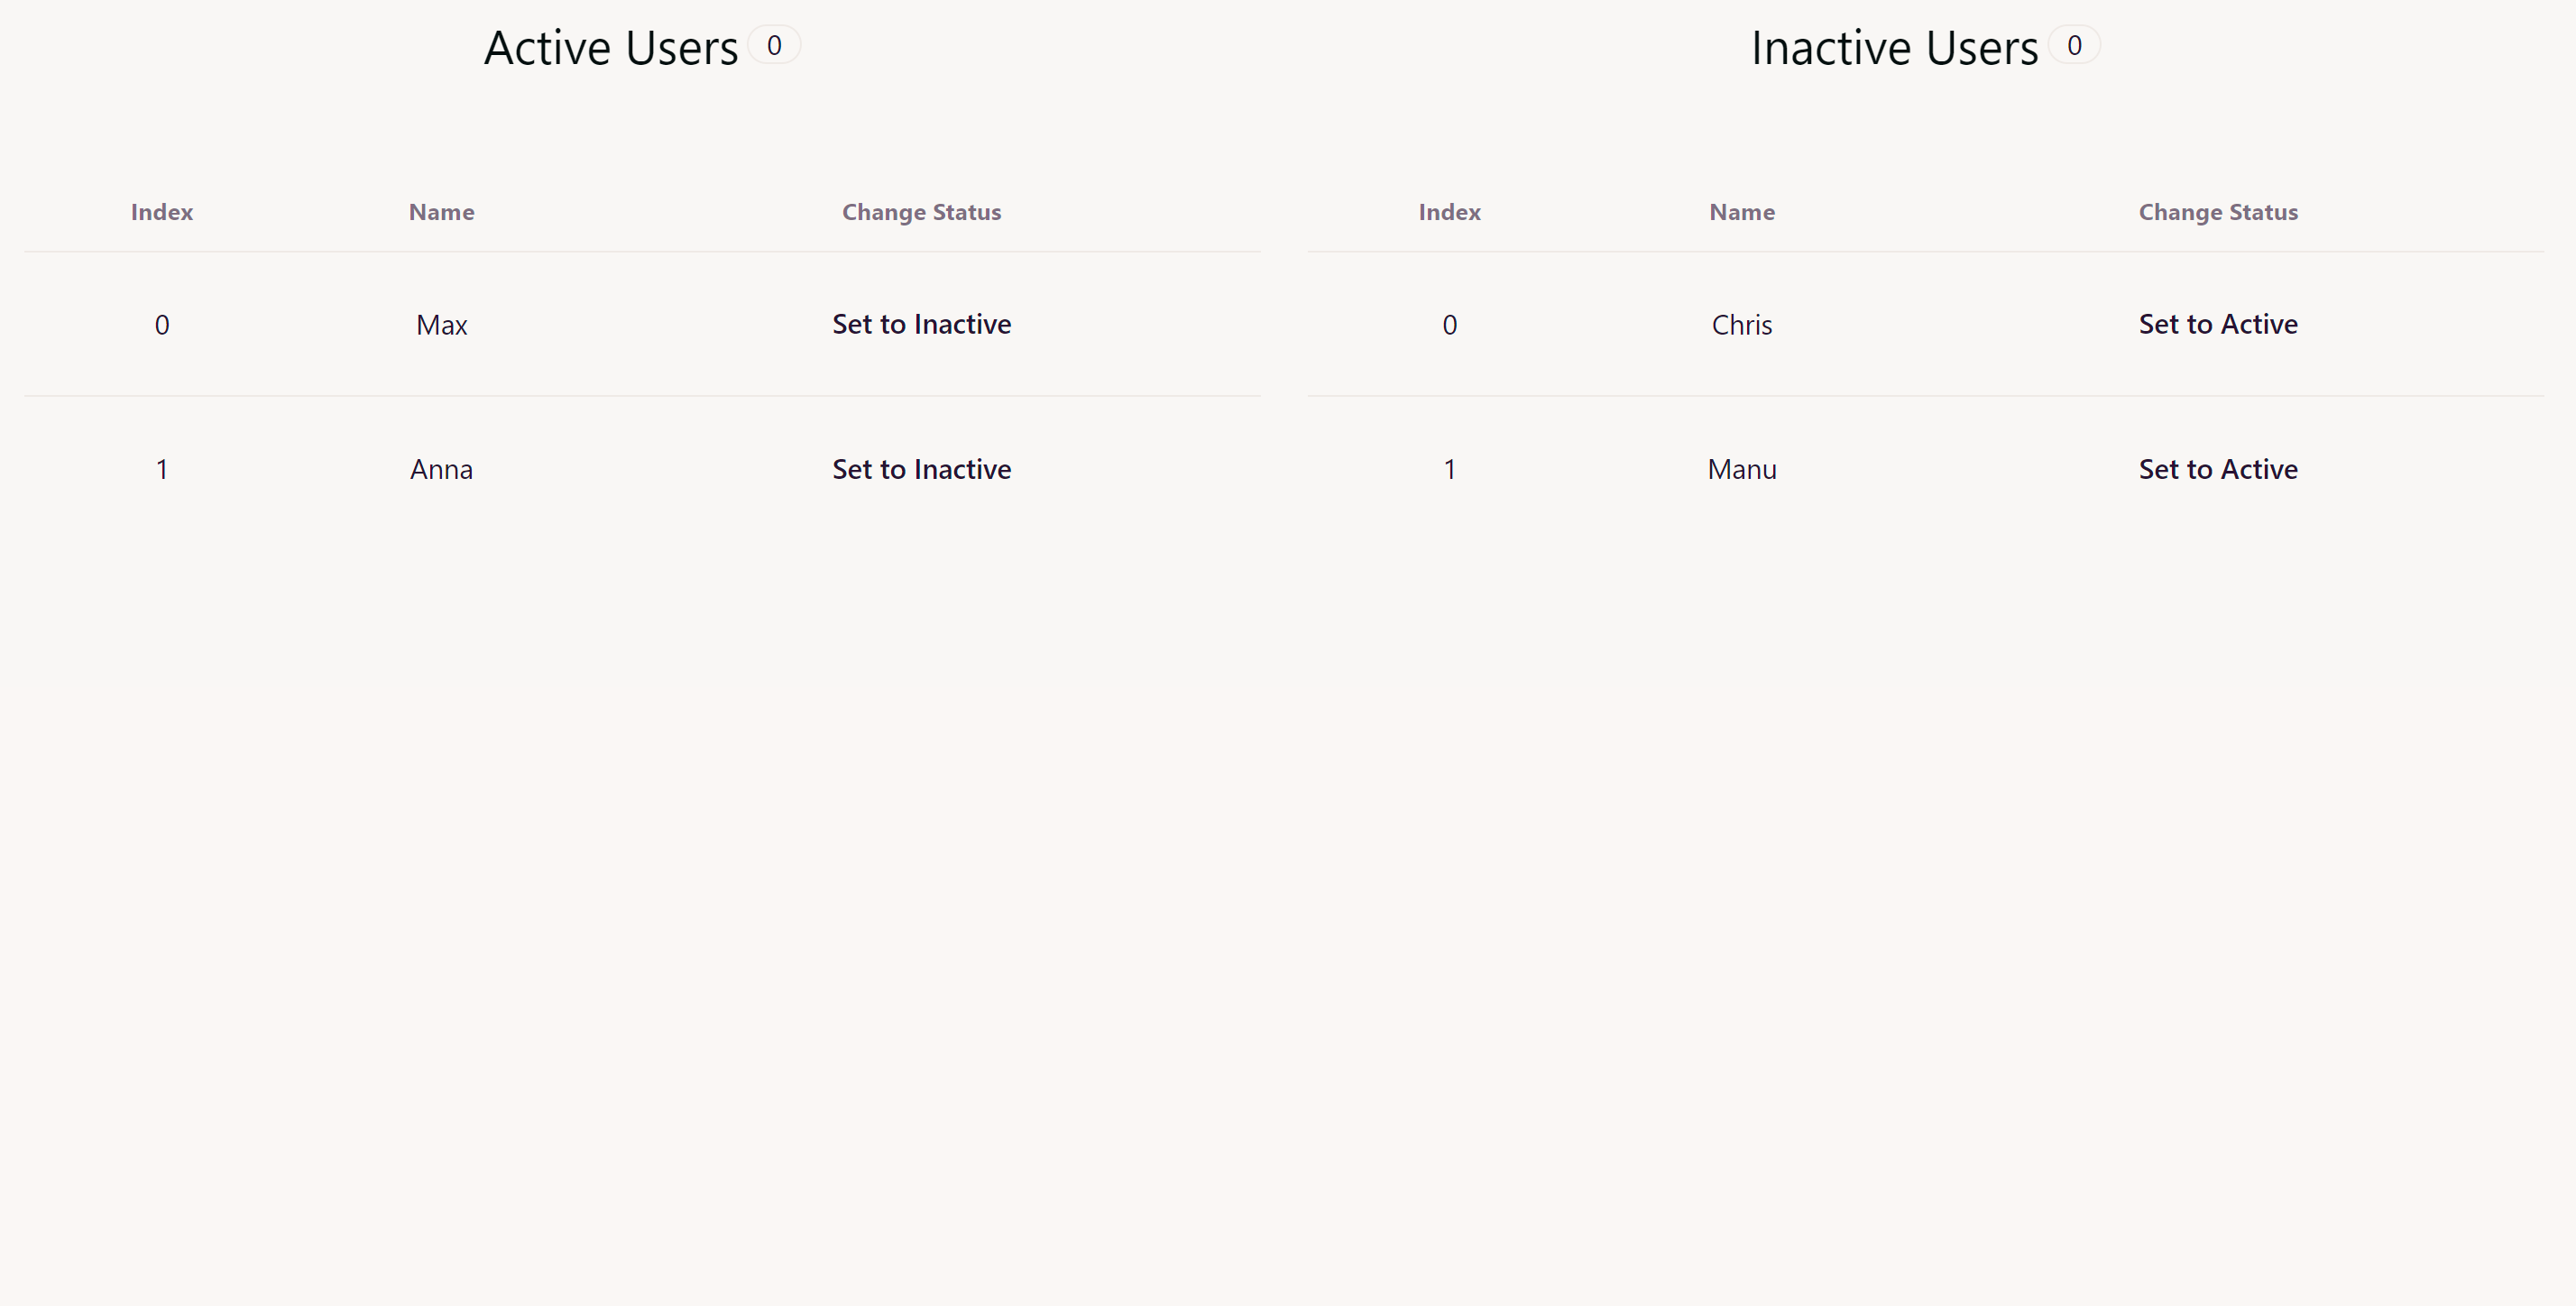 Active Users 0
Index Name Change Status
0 Max Set to Inactive
1 Anna Set to Inactive
Inactive Users 0
Index Name Change Status
0 Chris Set to Active
1 Manu Set to Active